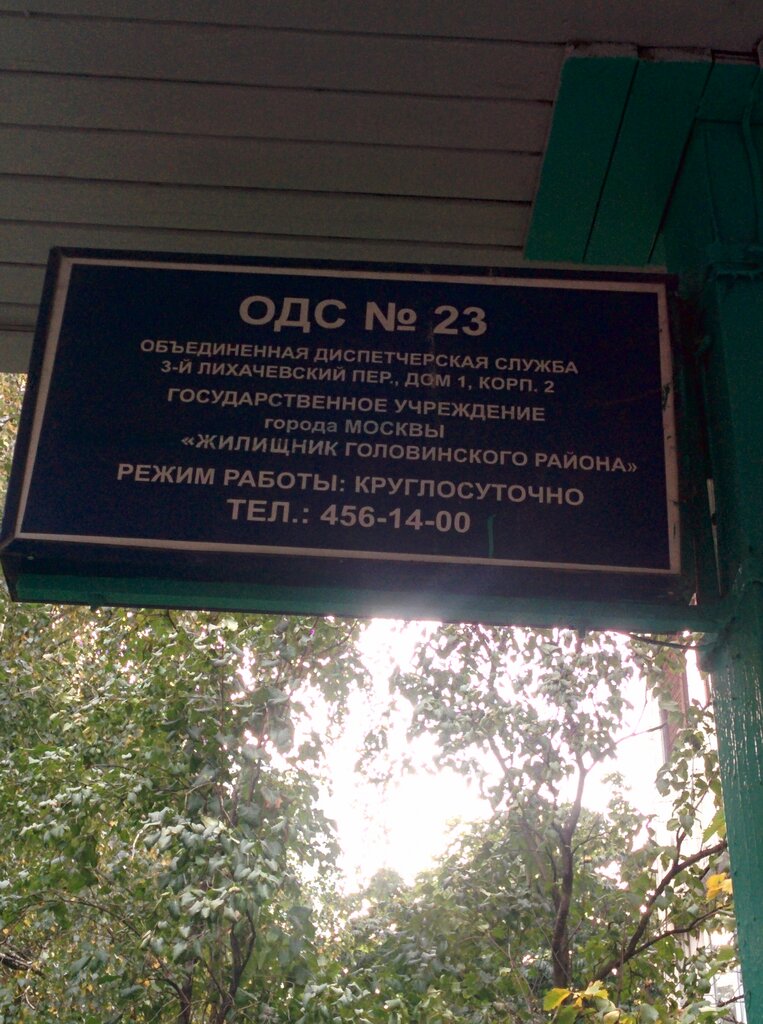 ОДС № 23
ОБЪЕДИНЕННАЯ ДИСПЕТЧЕРСКАЯ СЛУЖБА
3-Й ЛИХАЧЕВСКИЙ ПЕР., ДОМ 1, КОРП. 2
ГОСУДАРСТВЕННОЕ УЧРЕЖДЕНИЕ
города МОСКВЫ
«ЖИЛИЩНИК ГОЛОВИНСКОГО РАЙОНА»
РЕЖИМ РАБОТЫ: КРУГЛОСУТОЧНО
ТЕЛ.: 456-14-00